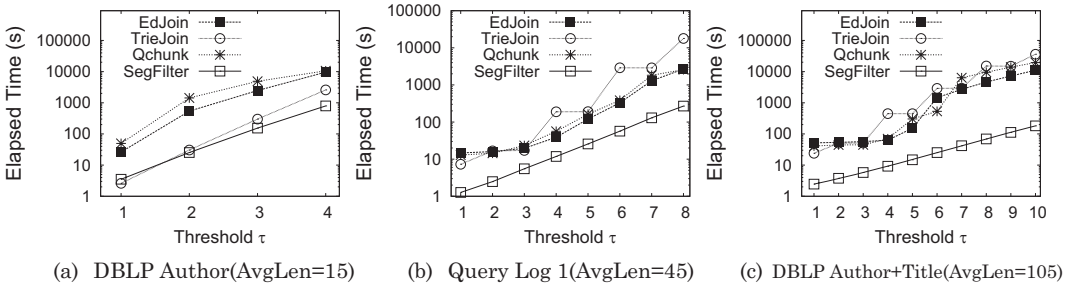 Elapsed Time (s)
100000
10000
1000
100
10
1
EdJoin
TrieJoin
Qchunk
SegFilter
1 2 3 4
Threshold τ
(a) DBLP Author(AvgLen=15)
Elapsed Time (s)
100000
10000
1000
100
10
1
EdJoin
TrieJoin
Qchunk
SegFilter
1 2 3 4 5 6 7 8
Threshold τ
(b) Query Log 1(AvgLen=45)
Elapsed Time (s)
100000
10000
1000
100
10
1
EdJoin
TrieJoin
Qchunk
SegFilter
1 2 3 4 5 6 7 8 9 10
Threshold τ
(c) DBLP Author+Title(AvgLen=105)